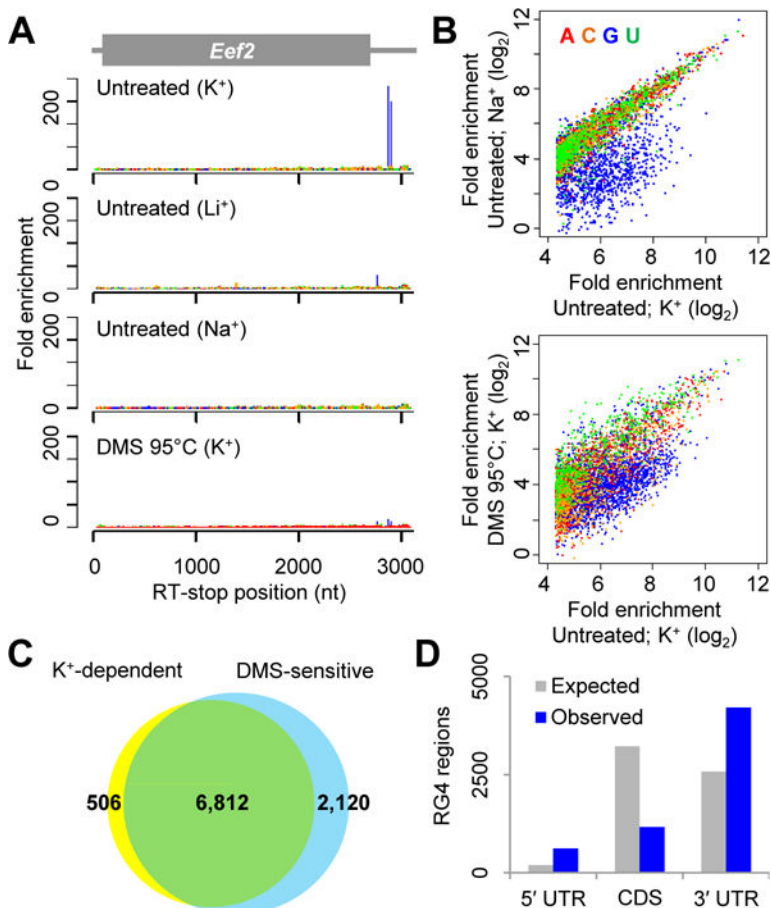 A
Eef2
Untreated (K⁺)
200
0
Untreated (Li⁺)
200
0
Untreated (Na⁺)
200
0
DMS 95°C (K⁺)
200
0
Fold enrichment
0 1000 2000 3000
RT-stop position (nt)
B
A C G U
12
8
4
0
Fold enrichment
Untreated; Na⁺ (log₂)
4 6 8 10 12
Fold enrichment
Untreated; K⁺ (log₂)
12
8
4
0
Fold enrichment
DMS 95°C; K⁺ (log₂)
4 6 8 10 12
Fold enrichment
Untreated; K⁺ (log₂)
C
K⁺-dependent DMS-sensitive
506 6,812 2,120
D
Expected
Observed
5000
2500
0
RG4 regions
5′ UTR CDS 3′ UTR